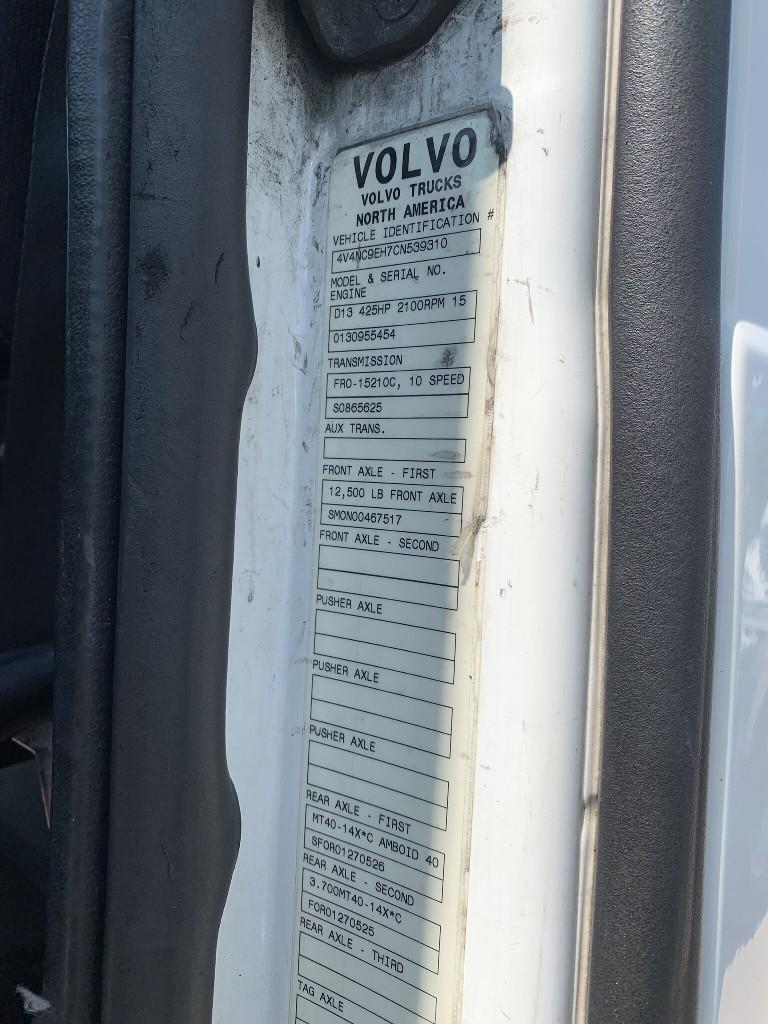 VOLVO
VOLVO TRUCKS
NORTH AMERICA
VEHICLE IDENTIFICATION #
4V4NC9EH7CN539310
MODEL & SERIAL NO.
ENGINE
D13 425HP 2100RPM 15
0130955454
TRANSMISSION
FRO-15210C, 10 SPEED
S0865625
AUX TRANS.
FRONT AXLE - FIRST
12,500 LB FRONT AXLE
SMON00467517
FRONT AXLE - SECOND
PUSHER AXLE
PUSHER AXLE
PUSHER AXLE
REAR AXLE - FIRST
MT40-14X*C AMBOID 40
SFOR01270526
REAR AXLE - SECOND
3.700MT40-14X*C
FOR01270525
REAR AXLE - THIRD
TAG AXLE